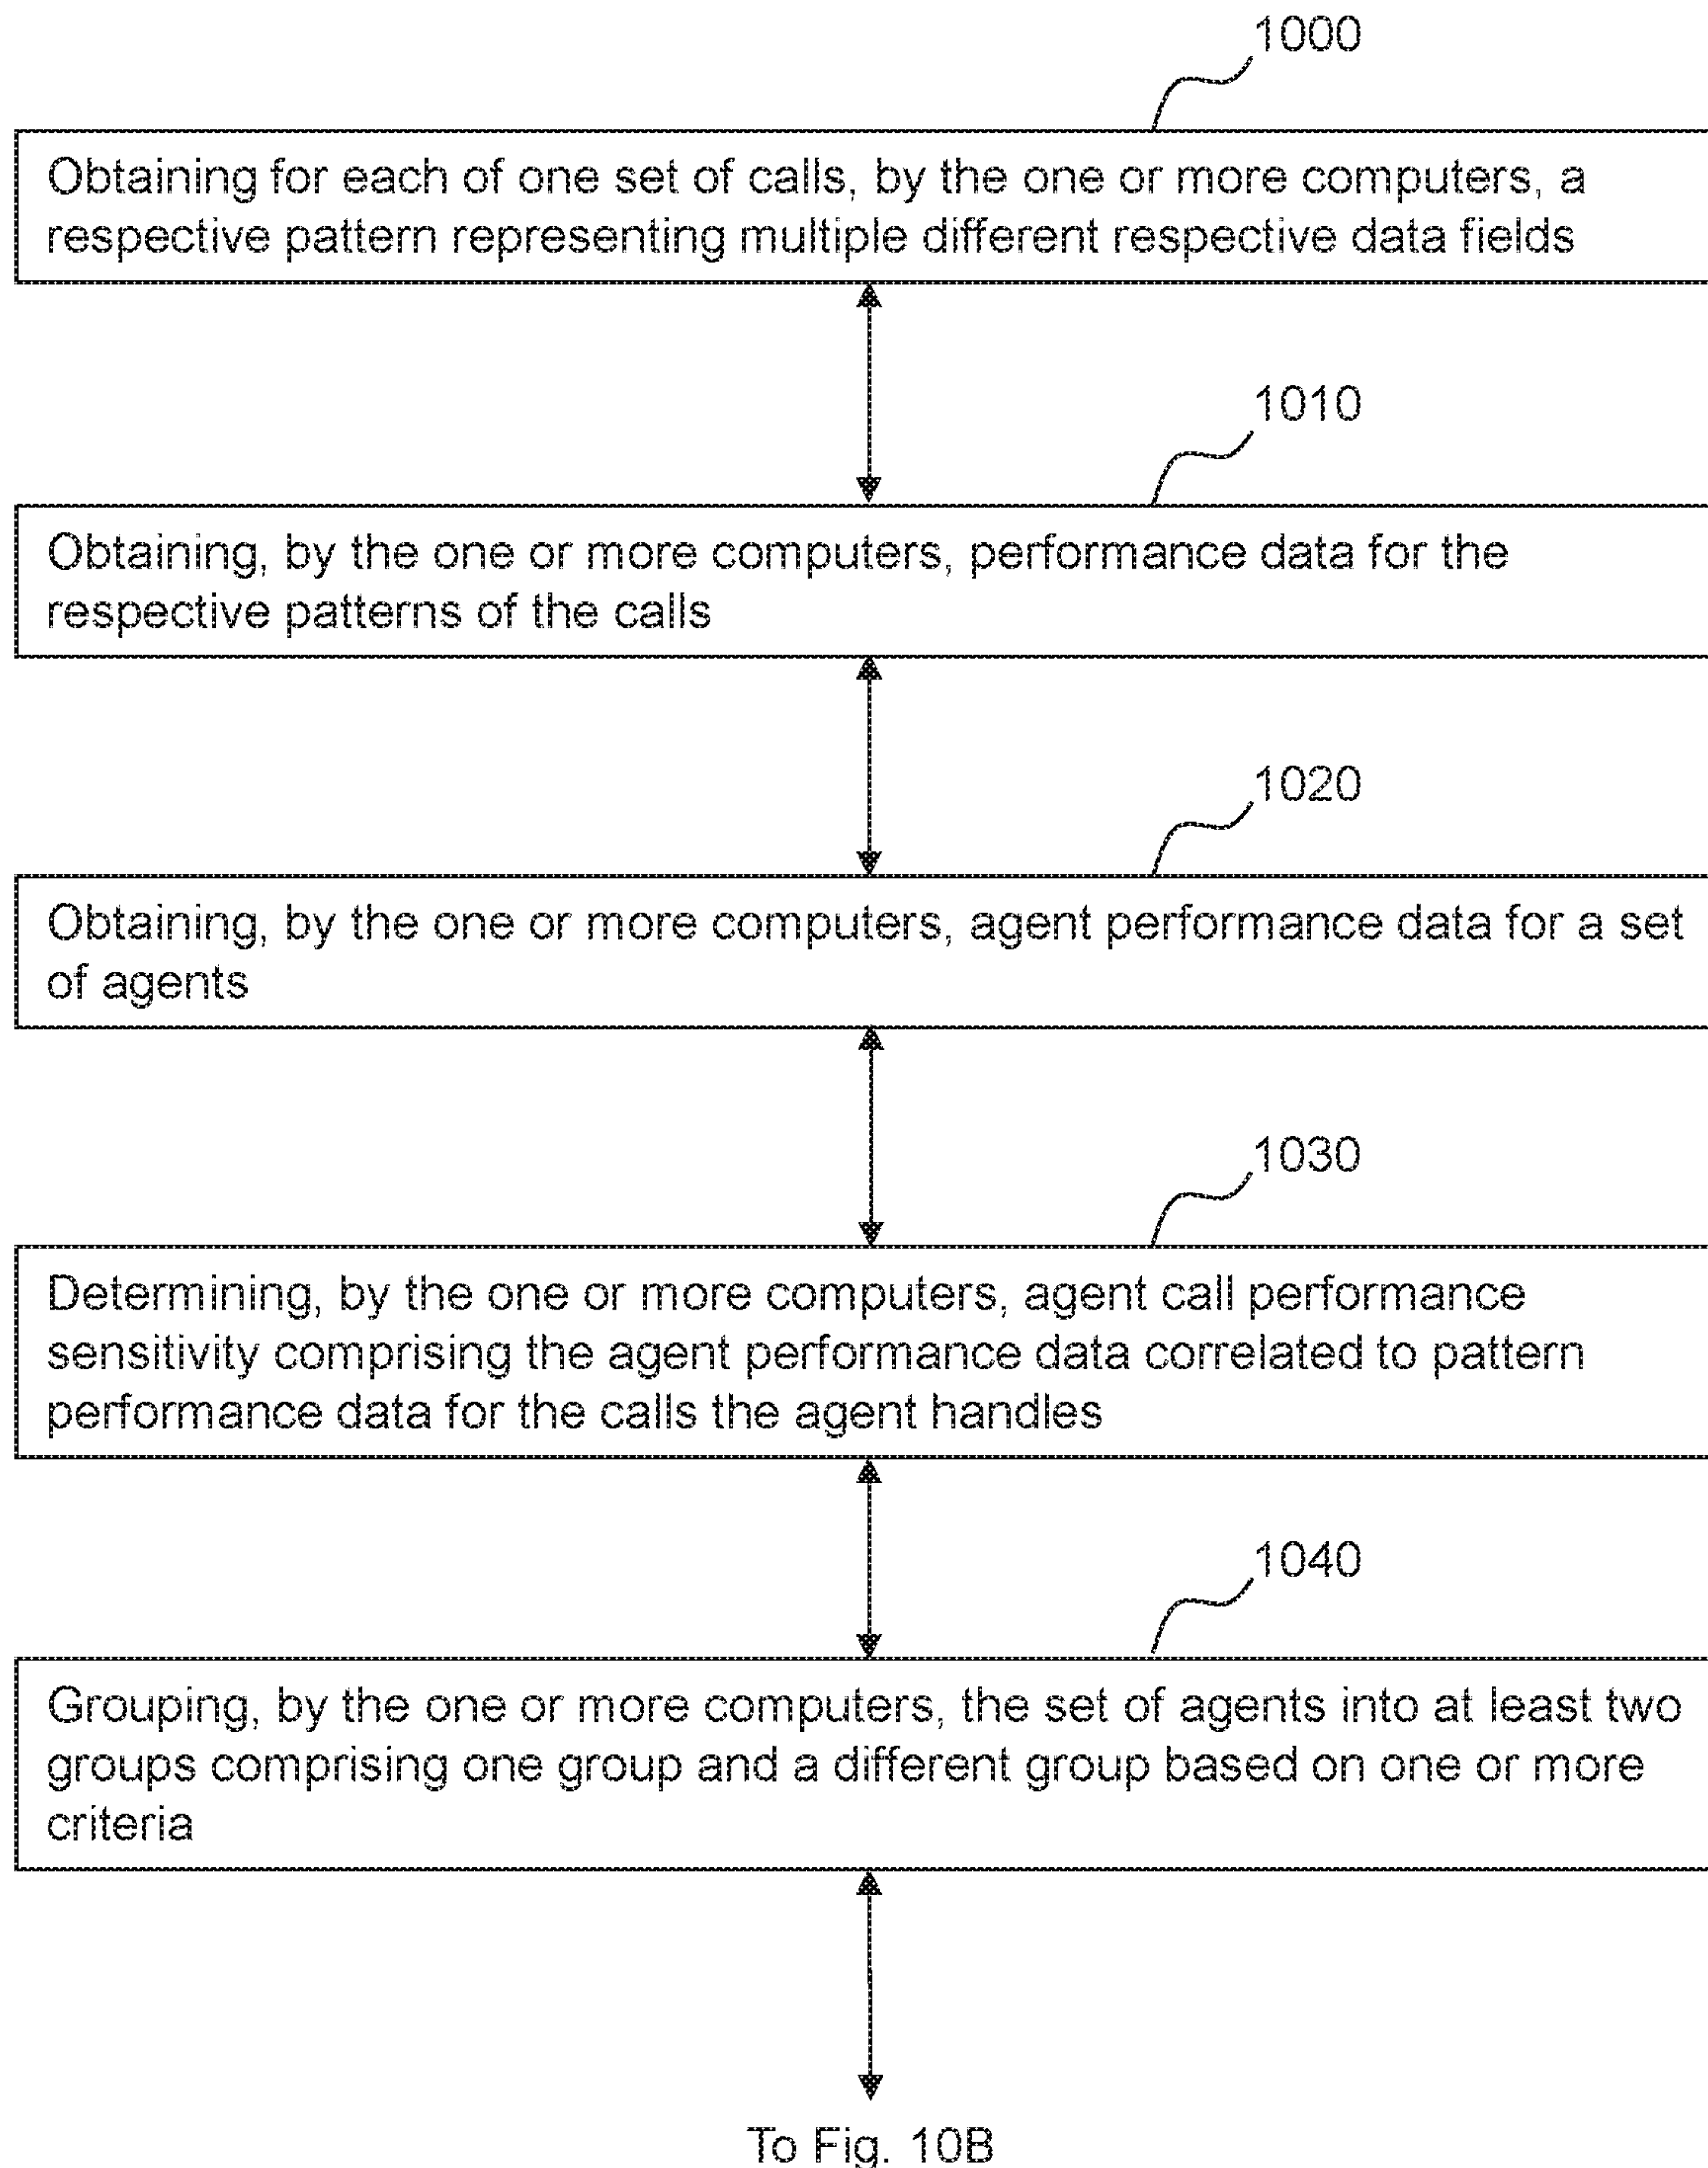 1000
Obtaining for each of one set of calls, by the one or more computers, a
respective pattern representing multiple different respective data fields
1010
Obtaining, by the one or more computers, performance data for the
respective patterns of the calls
1020
Obtaining, by the one or more computers, agent performance data for a set
of agents
1030
Determining, by the one or more computers, agent call performance
sensitivity comprising the agent performance data correlated to pattern
performance data for the calls the agent handles
1040
Grouping, by the one or more computers, the set of agents into at least two
groups comprising one group and a different group based on one or more
criteria
To Fig. 10B